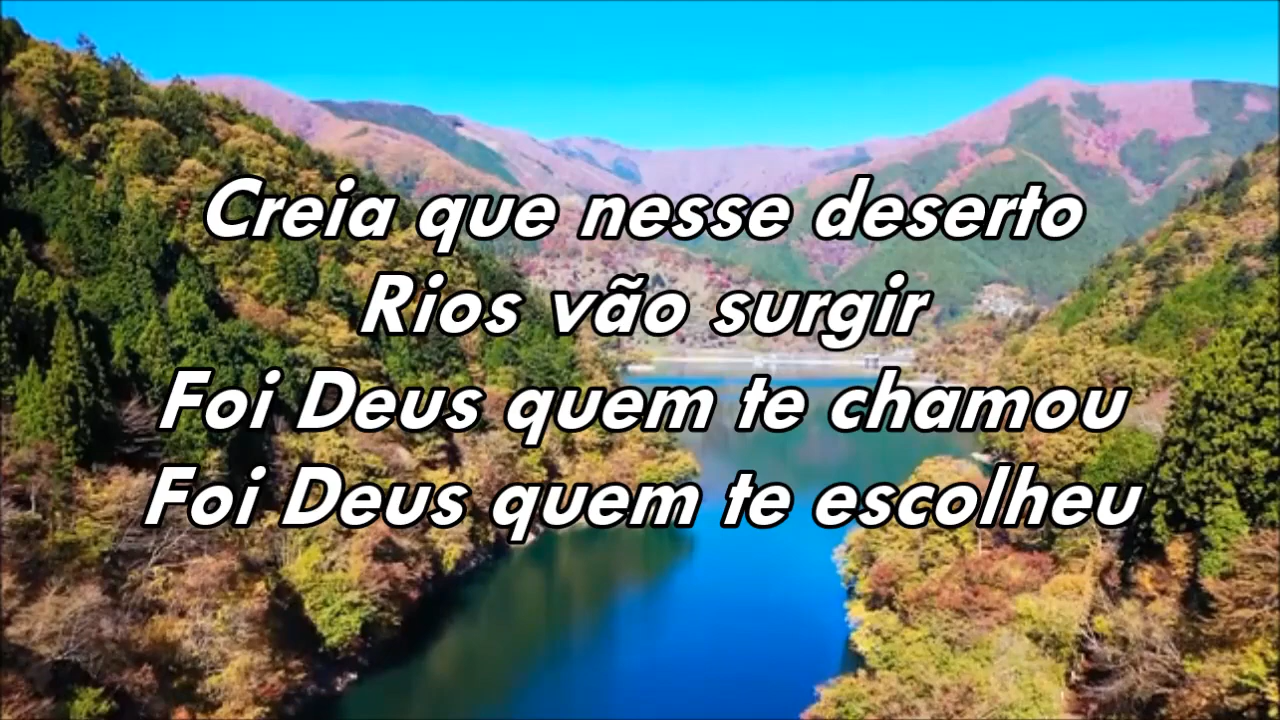 Creia que nesse deserto
Rios vão surgir
Foi Deus quem te chamou
Foi Deus quem te escolheu